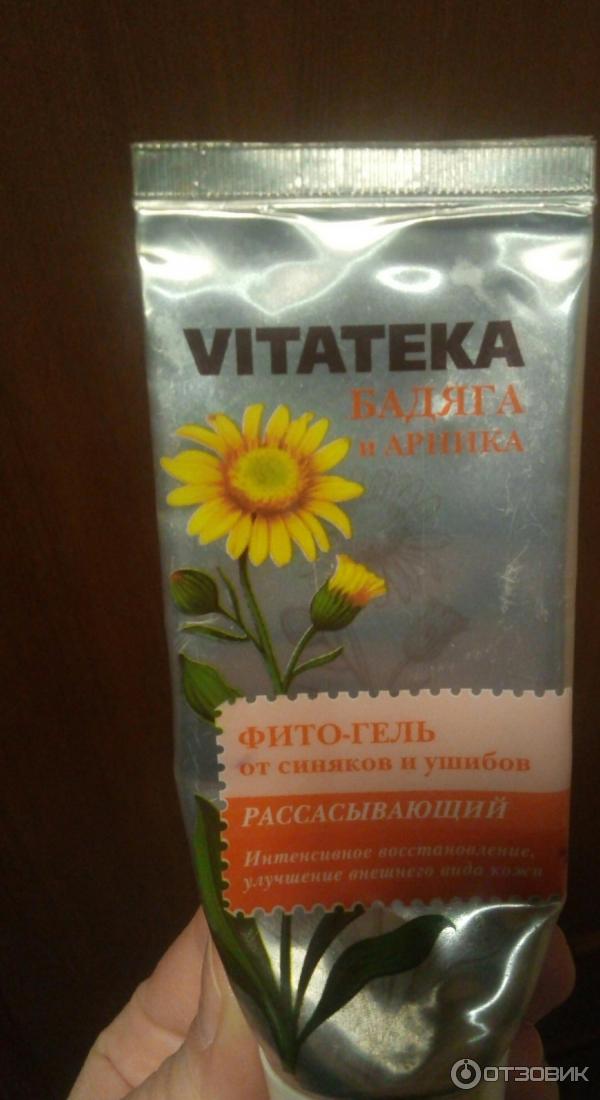 VITATEKA
БАДЯГА
и АРНИКА
ФИТО-ГЕЛЬ
от синяков и ушибов
РАССАСЫВАЮЩИЙ
Интенсивное восстановление,
улучшение внешнего вида кожи
ОТЗОВИК